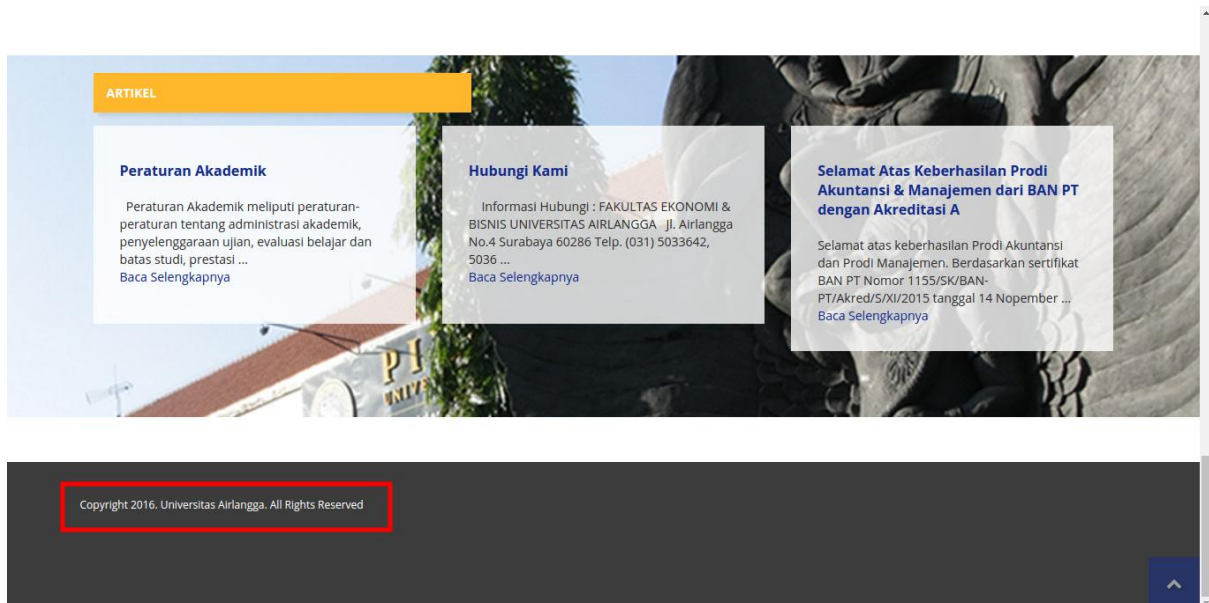 ARTIKEL
Peraturan Akademik
Peraturan Akademik meliputi peraturan-
peraturan tentang administrasi akademik,
penyelenggaraan ujian, evaluasi belajar dan
batas studi, prestasi ...
Baca Selengkapnya
Hubungi Kami
Informasi Hubungi : FAKULTAS EKONOMI &
BISNIS UNIVERSITAS AIRLANGGA   Jl. Airlangga
No.4 Surabaya 60286 Telp. (031) 5033642,
5036 ...
Baca Selengkapnya
Selamat Atas Keberhasilan Prodi
Akuntansi & Manajemen dari BAN PT
dengan Akreditasi A
Selamat atas keberhasilan Prodi Akuntansi
dan Prodi Manajemen. Berdasarkan sertifikat
BAN PT Nomor 1155/SK/BAN-
PT/Akred/S/XI/2015 tanggal 14 Nopember ...
Baca Selengkapnya
Copyright 2016. Universitas Airlangga. All Rights Reserved